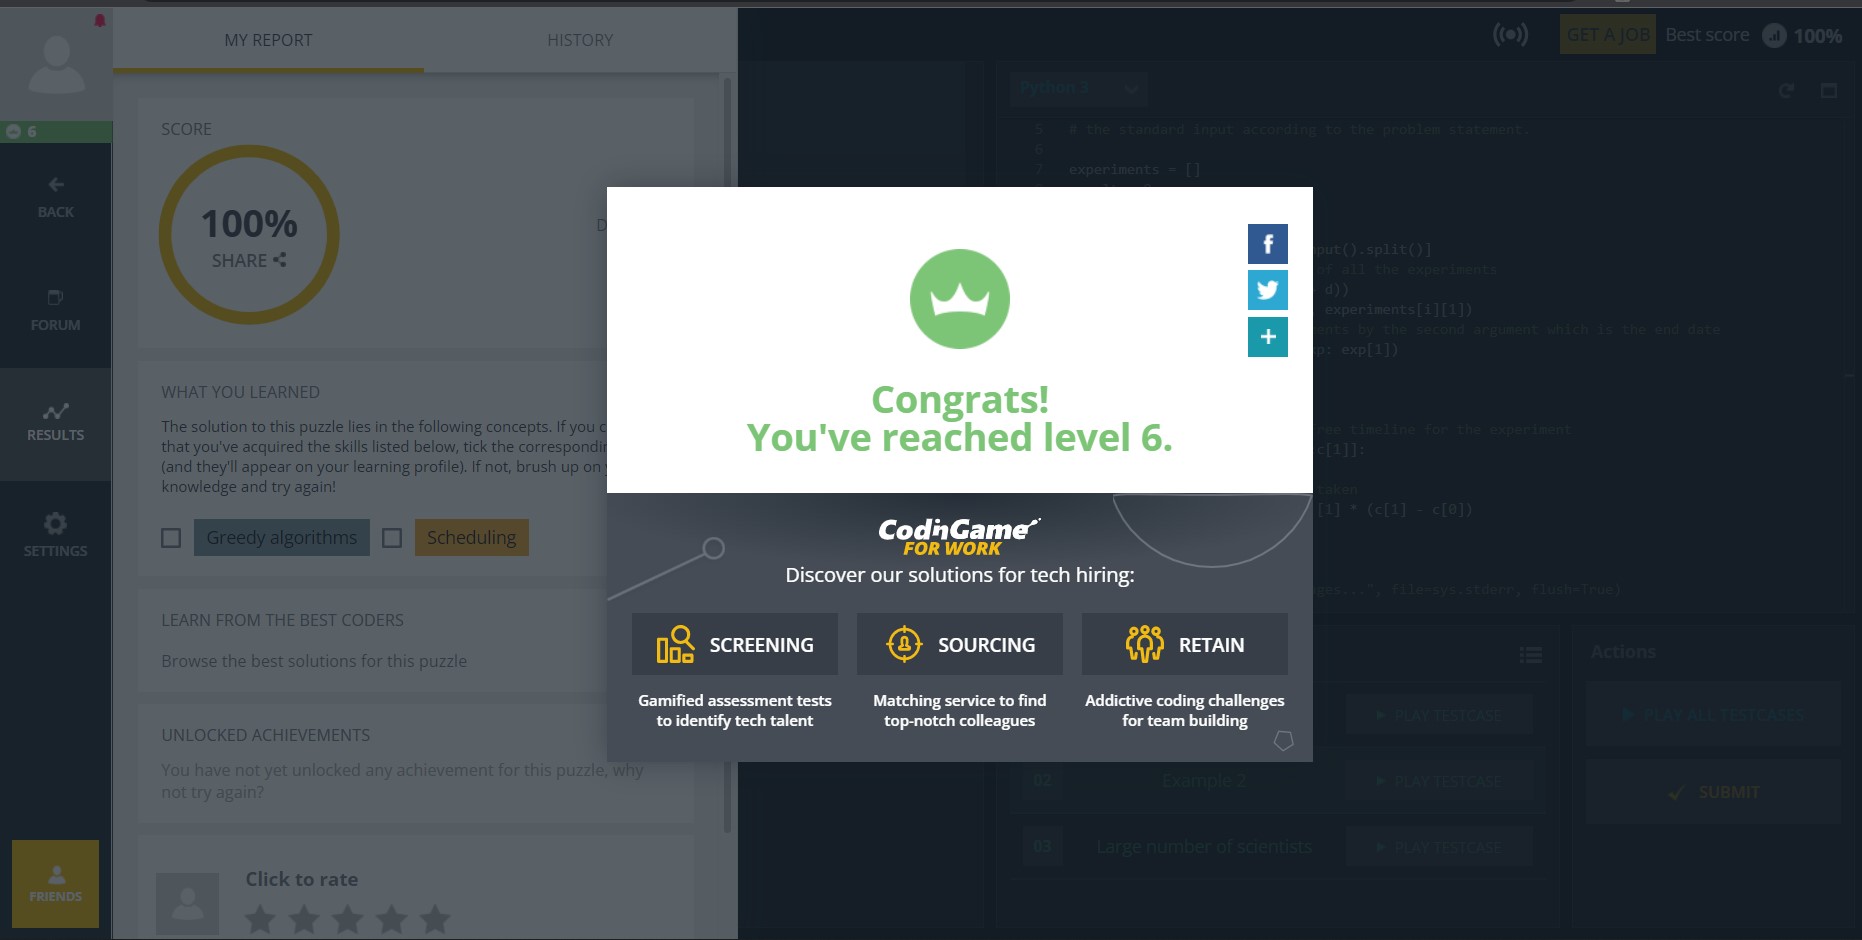 MY REPORT
HISTORY
GET A JOB
Best score
100%
6
BACK
FORUM
RESULTS
SETTINGS
FRIENDS
SCORE
100%
SHARE
D
WHAT YOU LEARNED
The solution to this puzzle lies in the following concepts. If you c
that you've acquired the skills listed below, tick the correspondin
(and they'll appear on your learning profile). If not, brush up on
knowledge and try again!
Greedy algorithms
Scheduling
LEARN FROM THE BEST CODERS
Browse the best solutions for this puzzle
UNLOCKED ACHIEVEMENTS
You have not yet unlocked any achievement for this puzzle, why
not try again?
Click to rate
Congrats!
You've reached level 6.
CodinGame
FOR WORK
Discover our solutions for tech hiring:
SCREENING
SOURCING
RETAIN
Gamified assessment tests
to identify tech talent
Matching service to find
top-notch colleagues
Addictive coding challenges
for team building
Python 3
5 # the standard input according to the problem statement.
6
7 experiments = []
put().split()]
of all the experiments
d))
experiments[i][1])
ents by the second argument which is the end date
p: exp[1])
ree timeline for the experiment
c[1]]:
taken
[1] * (c[1] - c[0])
ges...", file=sys.stderr, flush=True)
PLAY TESTCASE
02
Example 2
PLAY TESTCASE
03
Large number of scientists
PLAY TESTCASE
Actions
PLAY ALL TESTCASES
SUBMIT